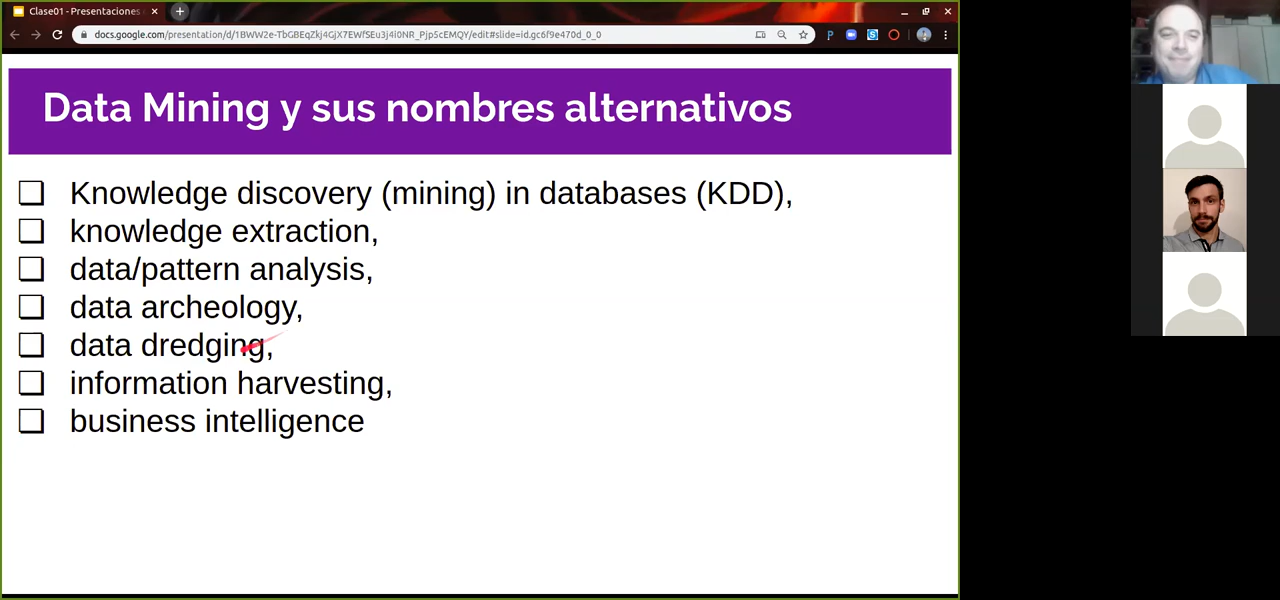 Clase01 - Presentaciones
docs.google.com/presentation/d/1BWW2e-TbGBEqZkj4GJX7EWfSEu3j4i0NR_Pjp5cEMQY/edit#slide=id.gc6f9e470d_0_0
Data Mining y sus nombres alternativos
❏ Knowledge discovery (mining) in databases (KDD),
❏ knowledge extraction,
❏ data/pattern analysis,
❏ data archeology,
❏ data dredging,
❏ information harvesting,
❏ business intelligence